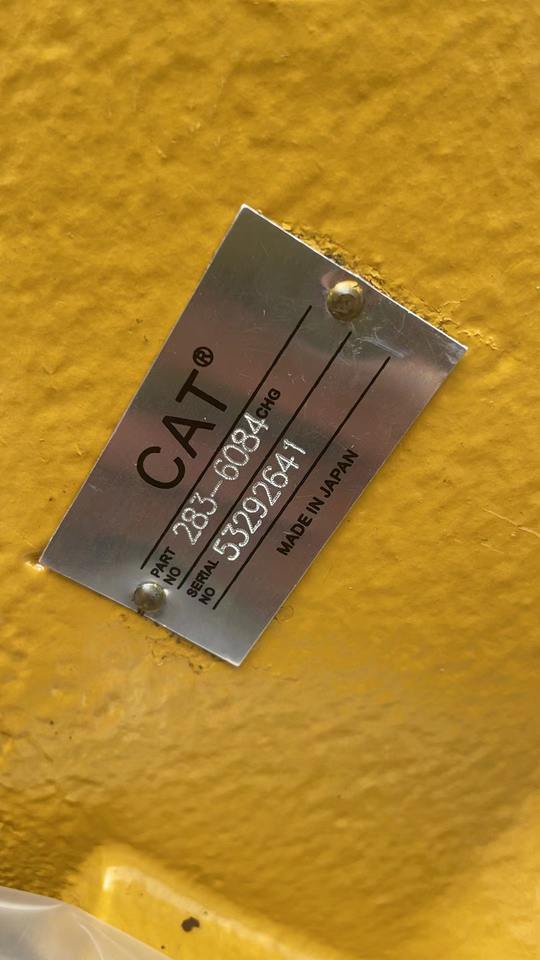 CAT®
PART NO 283-6084 CHG
SERIAL NO 53292641
MADE IN JAPAN